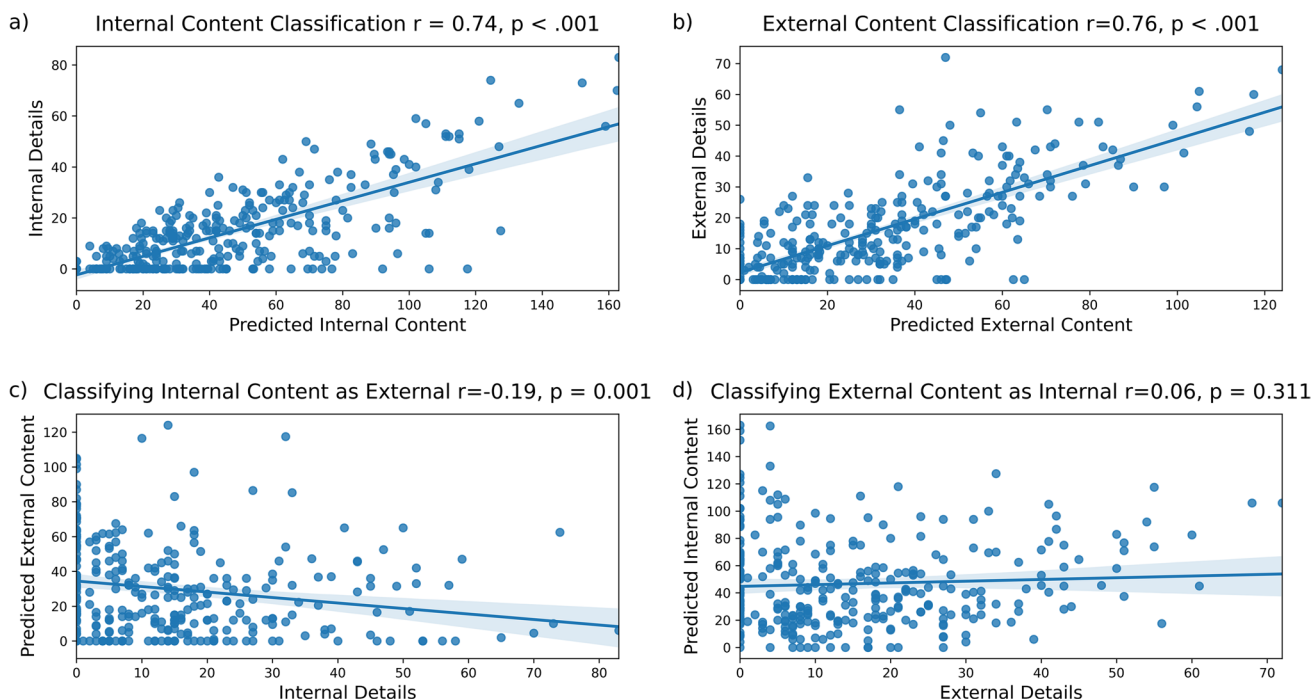 a) Internal Content Classification r = 0.74, p < .001
80
60
40
20
0
Internal Details
0 20 40 60 80 100 120 140 160
Predicted Internal Content
b) External Content Classification r=0.76, p < .001
70
60
50
40
30
20
10
0
External Details
0 20 40 60 80 100 120
Predicted External Content
c) Classifying Internal Content as External r=-0.19, p = 0.001
120
100
80
60
40
20
0
Predicted External Content
0 10 20 30 40 50 60 70 80
Internal Details
d) Classifying External Content as Internal r=0.06, p = 0.311
160
140
120
100
80
60
40
20
0
Predicted Internal Content
0 10 20 30 40 50 60 70
External Details